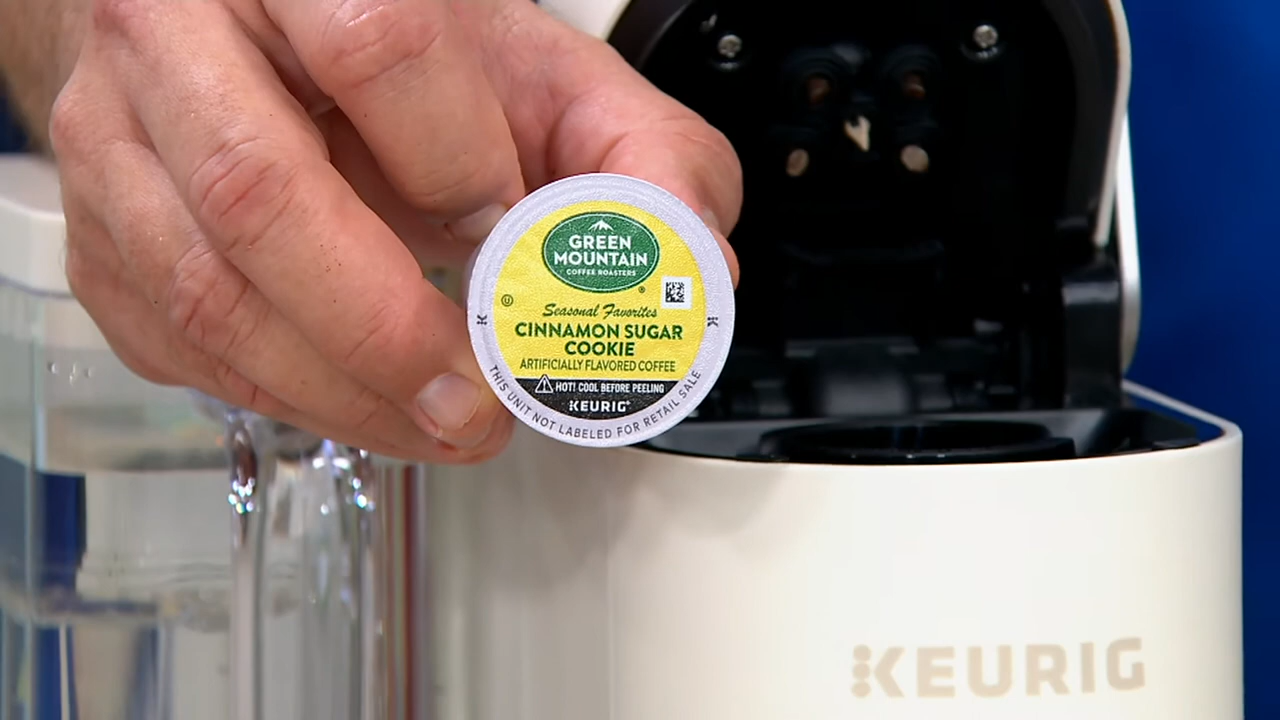 GREEN
MOUNTAIN
COFFEE ROASTERS
®
U
Seasonal Favorites
K
K
CINNAMON SUGAR
COOKIE
ARTIFICIALLY FLAVORED COFFEE
HOT! COOL BEFORE PEELING
KEURIG®
THIS UNIT NOT LABELED FOR RETAIL SALE
KEURIG